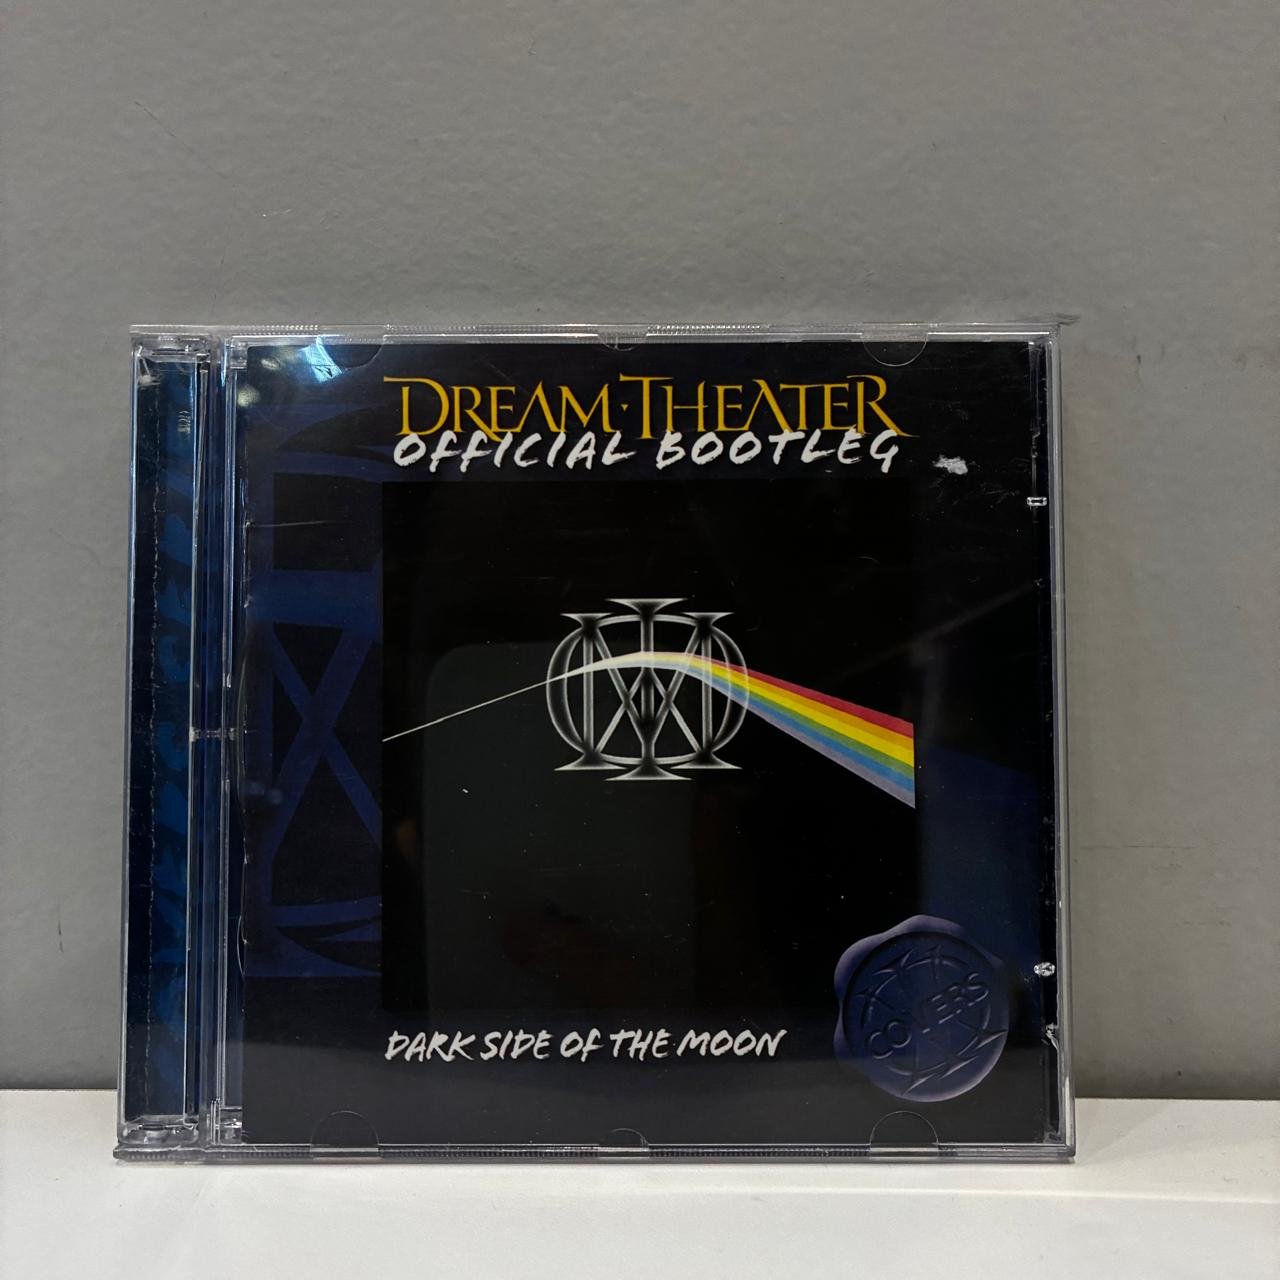 DREAM·THEATER
OFFICIAL BOOTLEG
DARK SIDE OF THE MOON
COVERS